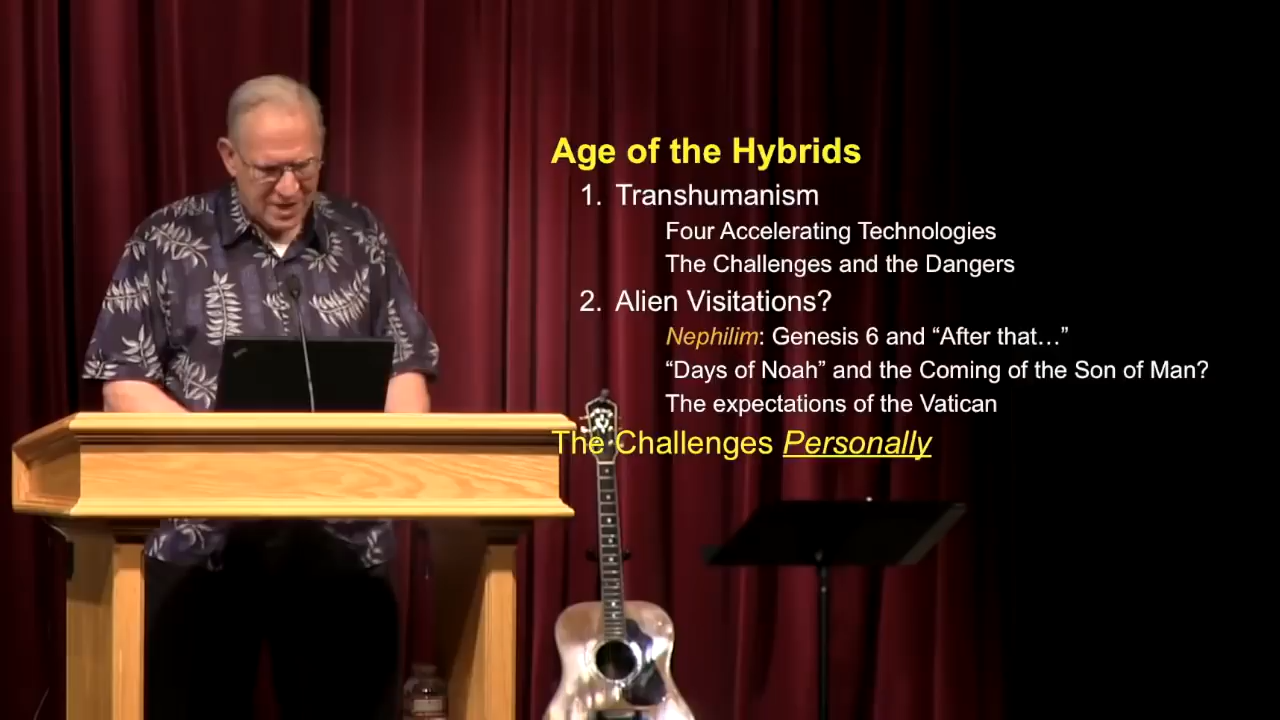 Age of the Hybrids
1. Transhumanism
Four Accelerating Technologies
The Challenges and the Dangers
2. Alien Visitations?
Nephilim: Genesis 6 and “After that…”
“Days of Noah” and the Coming of the Son of Man?
The expectations of the Vatican
The Challenges Personally